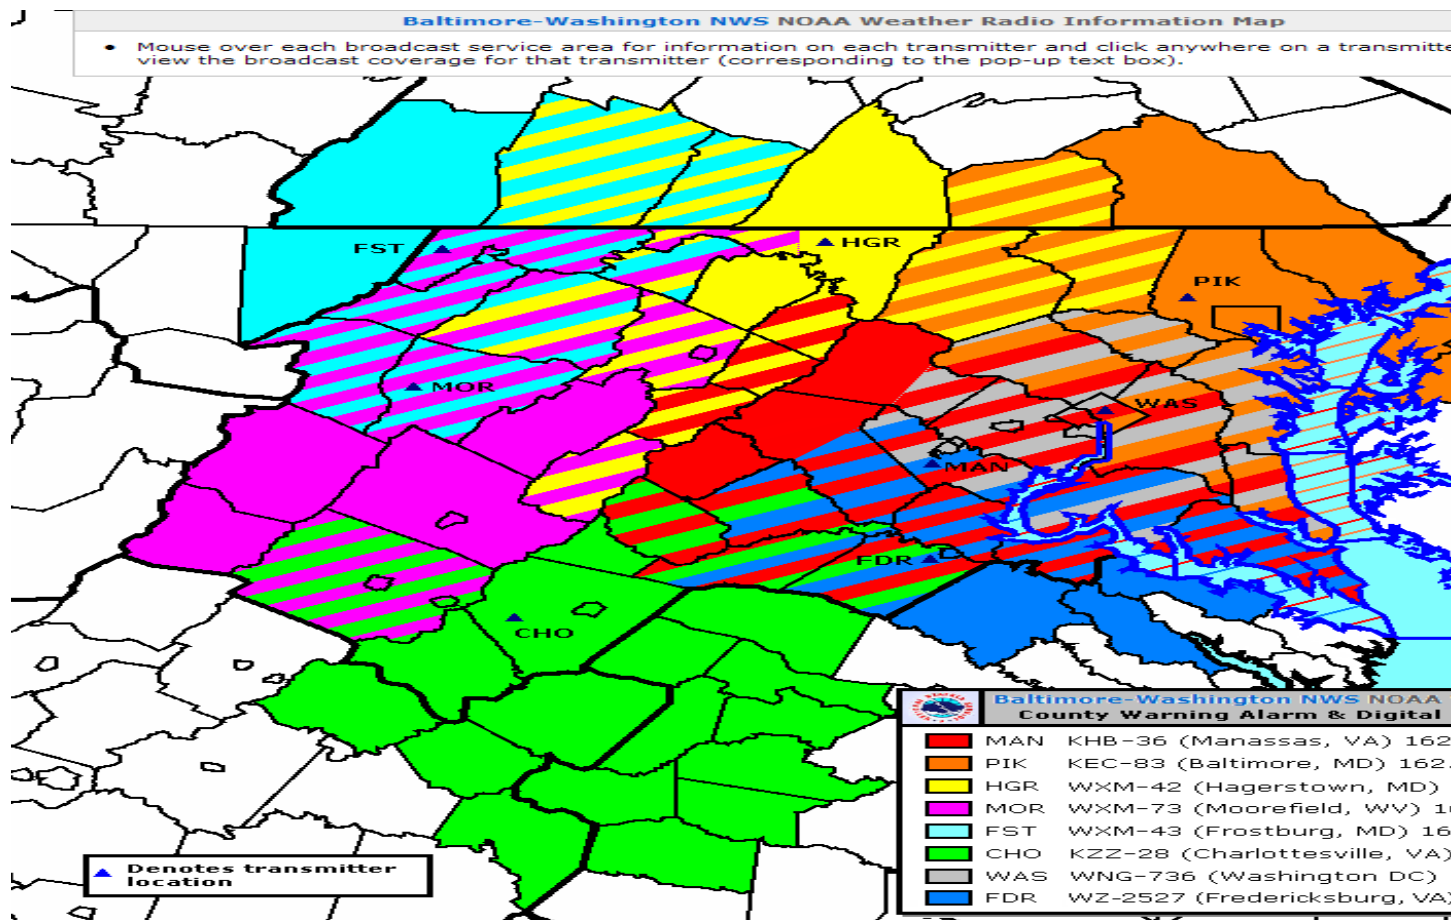 Baltimore-Washington NWS NOAA Weather Radio Information Map
• Mouse over each broadcast service area for information on each transmitter and click anywhere on a transmitte
view the broadcast coverage for that transmitter (corresponding to the pop-up text box).
FST
HGR
PIK
MOR
WAS
MAN
FDR
CHO
Baltimore-Washington NWS NOAA
County Warning Alarm & Digital
MAN KHB-36 (Manassas, VA) 162
PIK KEC-83 (Baltimore, MD) 162.
HGR WXM-42 (Hagerstown, MD)
MOR WXM-73 (Moorefield, WV) 16
FST WXM-43 (Frostburg, MD) 16
CHO KZZ-28 (Charlottesville, VA)
WAS WNG-736 (Washington DC)
FDR WZ-2527 (Fredericksburg, VA
Denotes transmitter
location